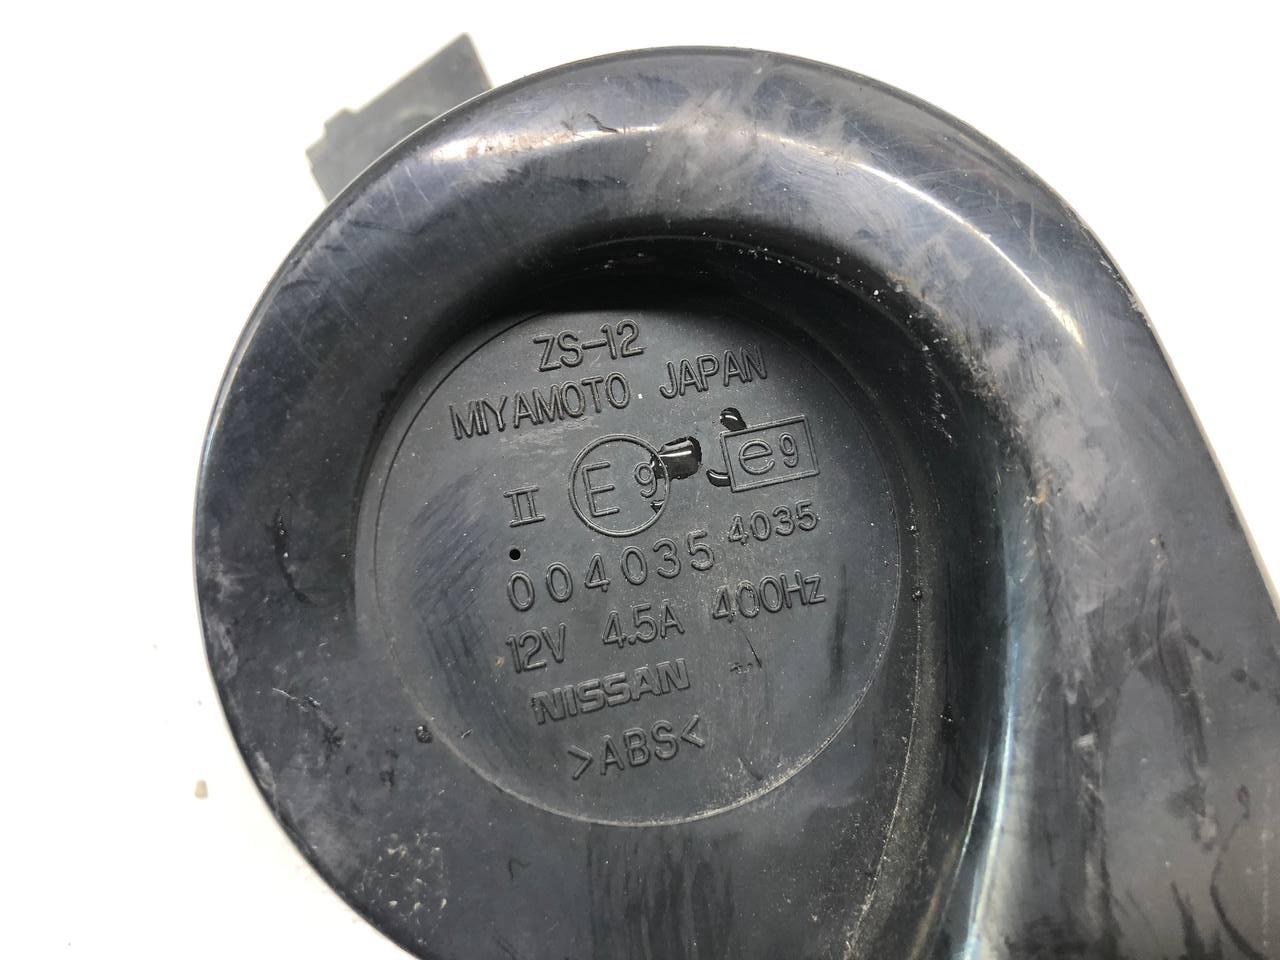 ZS-12
MIYAMOTO JAPAN
II E9 e9
004035 4035
12V 4.5A 400Hz
NISSAN
>ABS<